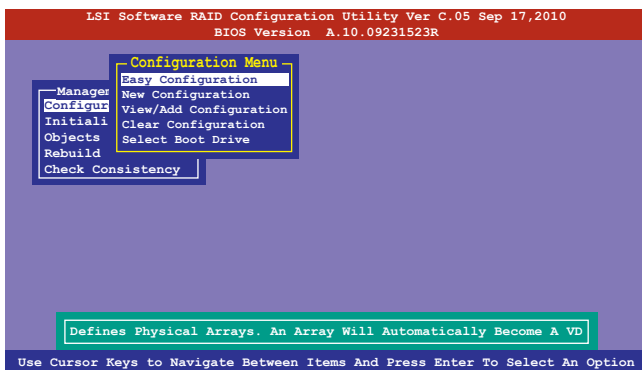 LSI Software RAID Configuration Utility Ver C.05 Sep 17,2010
BIOS Version A.10.09231523R
Configuration Menu
Easy Configuration
New Configuration
View/Add Configuration
Clear Configuration
Select Boot Drive
Managem
Configur
Initiali
Objects
Rebuild
Check Consistency
Defines Physical Arrays. An Array Will Automatically Become A VD
Use Cursor Keys to Navigate Between Items And Press Enter To Select An Option